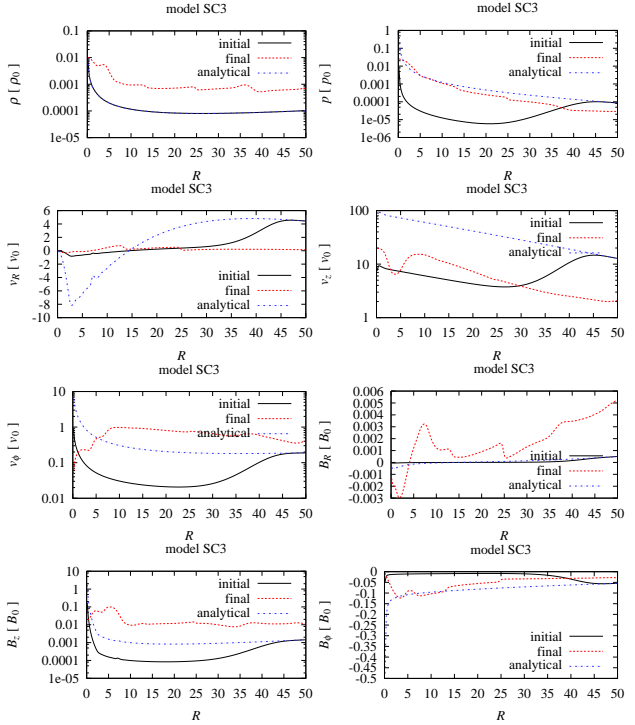 model SC3
ρ [ ρ0 ]
0.1
0.01
0.001
0.0001
1e-05
initial
final
analytical
0 5 10 15 20 25 30 35 40 45 50
R
model SC3
p [ p0 ]
1
0.1
0.01
0.001
0.0001
1e-05
1e-06
initial
final
analytical
0 5 10 15 20 25 30 35 40 45 50
R
model SC3
vR [ v0 ]
6
4
2
0
-2
-4
-6
-8
-10
initial
final
analytical
0 5 10 15 20 25 30 35 40 45 50
R
model SC3
vz [ v0 ]
100
10
1
initial
final
analytical
0 5 10 15 20 25 30 35 40 45 50
R
model SC3
vϕ [ v0 ]
10
1
0.1
0.01
initial
final
analytical
0 5 10 15 20 25 30 35 40 45 50
R
model SC3
BR [ B0 ]
0.006
0.005
0.004
0.003
0.002
0.001
0
-0.001
-0.002
-0.003
initial
final
analytical
0 5 10 15 20 25 30 35 40 45 50
R
model SC3
Bz [ B0 ]
10
1
0.1
0.01
0.001
0.0001
1e-05
initial
final
analytical
0 5 10 15 20 25 30 35 40 45 50
R
model SC3
Bϕ [ B0 ]
0
-0.05
-0.1
-0.15
-0.2
-0.25
-0.3
-0.35
-0.4
-0.45
-0.5
initial
final
analytical
0 5 10 15 20 25 30 35 40 45 50
R